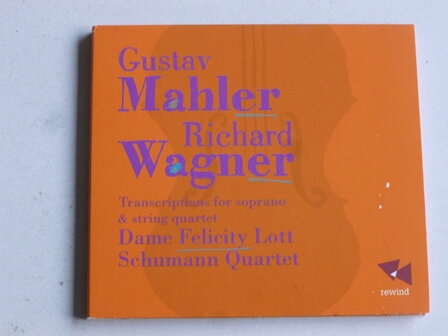 Gustav
Mahler
Richard
Wagner
Transcriptions for soprano
& string quartet
Dame Felicity Lott
Schumann Quartet
rewind